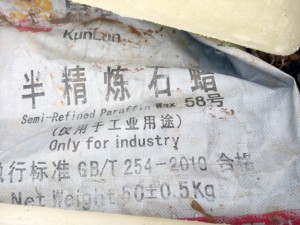 KunLun
半精炼石蜡
Semi-Refined Paraffin Wax 58号
(仅用于工业用途)
Only for industry
执行标准 GB/T 254-2010 合格
Net Weight 50±0.5Kg